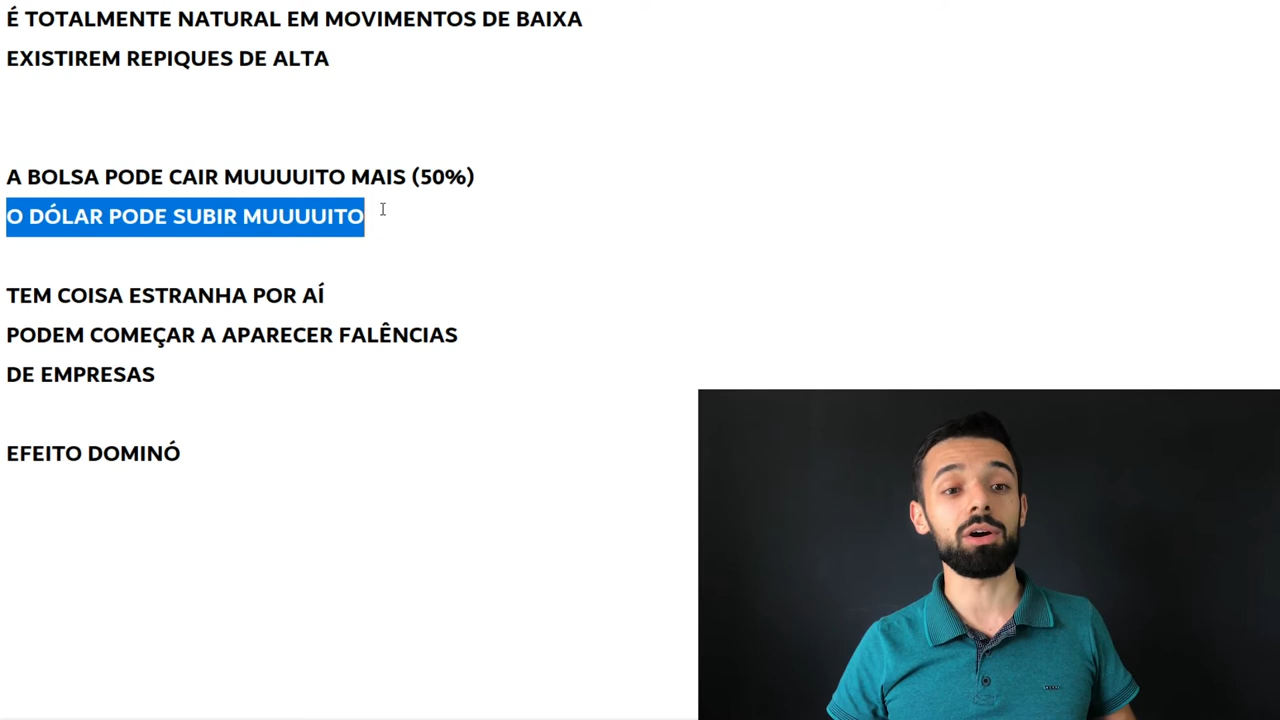 É TOTALMENTE NATURAL EM MOVIMENTOS DE BAIXA
EXISTIREM REPIQUES DE ALTA
A BOLSA PODE CAIR MUUUUITO MAIS (50%)
O DÓLAR PODE SUBIR MUUUUITO
TEM COISA ESTRANHA POR AÍ
PODEM COMEÇAR A APARECER FALÊNCIAS
DE EMPRESAS
EFEITO DOMINÓ